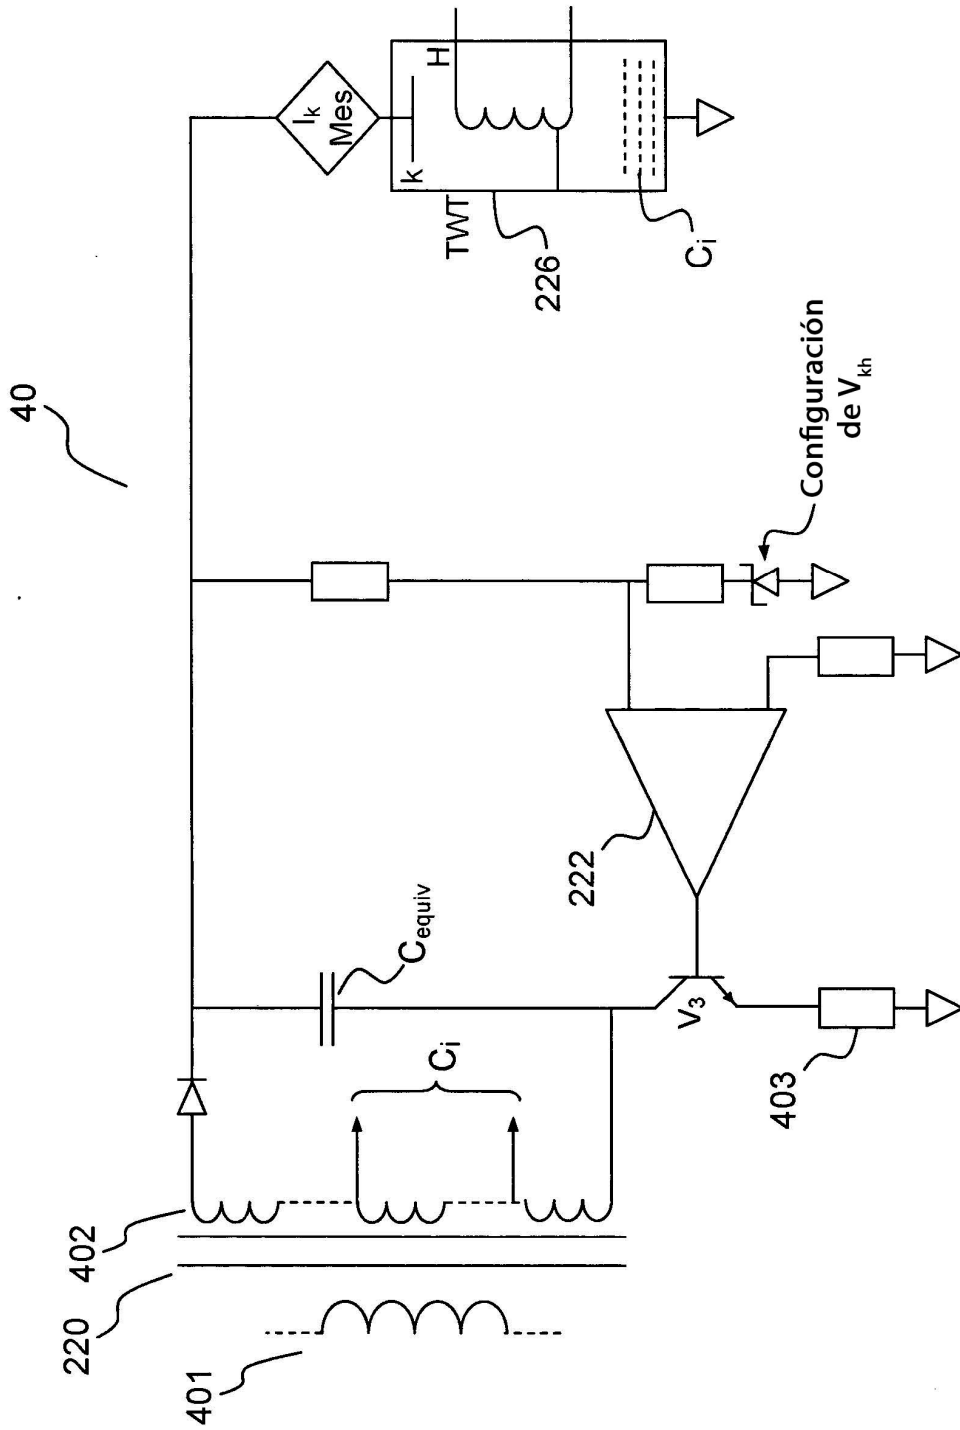 40
402
220
401
C_i
C_equiv
222
V_3
403
I_k
Mes
TWT
k
H
226
C_i
Configuración
de V_kh